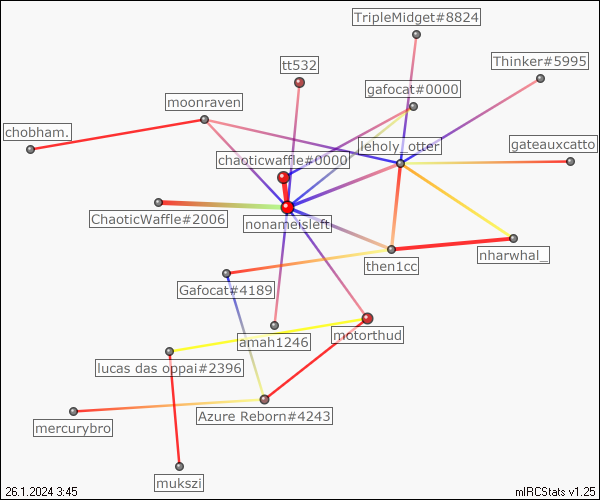 TripleMidget#8824
tt532
Thinker#5995
gafocat#0000
moonraven
chobham.
leholy_otter
gateauxcatto
chaoticwaffle#0000
ChaoticWaffle#2006
nonameisleft
nharwhal_
then1cc
Gafocat#4189
motorthud
amah1246
lucas das oppai#2396
Azure Reborn#4243
mercurybro
mukszi
26.1.2024 3:45
mIRCStats v1.25